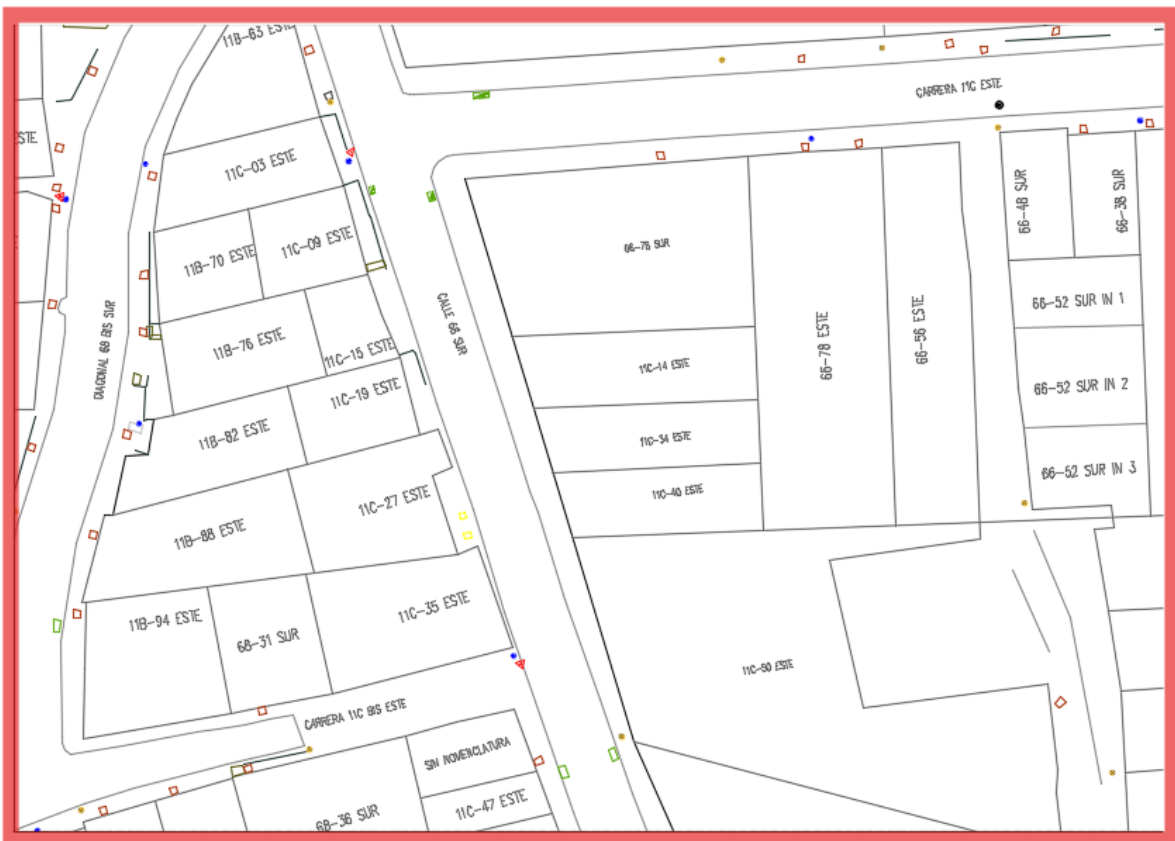 11B-63 ESTE
CARRERA 11C ESTE
STE
11C-03 ESTE
66-48 SUR
66-38 SUR
11B-70 ESTE
11C-09 ESTE
66-78 SUR
66-52 SUR IN 1
DIAGONAL 68 BIS SUR
CALLE 68 SUR
11B-76 ESTE
11C-15 ESTE
66-78 ESTE
66-56 ESTE
11C-14 ESTE
66-52 SUR IN 2
11C-19 ESTE
11B-82 ESTE
11C-34 ESTE
66-52 SUR IN 3
11C-27 ESTE
11C-40 ESTE
11B-88 ESTE
11B-94 ESTE
11C-35 ESTE
68-31 SUR
11C-90 ESTE
CARRERA 11C BIS ESTE
SIN NOVENCLATURA
11C-47 ESTE
68-36 SUR